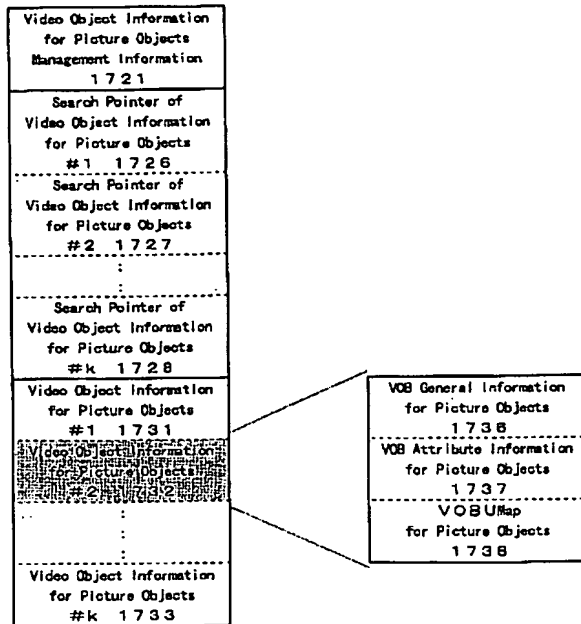 Video Object Information
for Picture Objects
Management Information
1721
Search Pointer of
Video Object Information
for Picture Objects
#1 1726
Search Pointer of
Video Object Information
for Picture Objects
#2 1727
Search Pointer of
Video Object Information
for Picture Objects
#k 1728
Video Object Information
for Picture Objects
#1 1731
Video Object Information
for Picture Objects
#2 1732
Video Object Information
for Picture Objects
#k 1733
VOB General Information
for Picture Objects
1736
VOB Attribute Information
for Picture Objects
1737
VOBUMap
for Picture Objects
1738